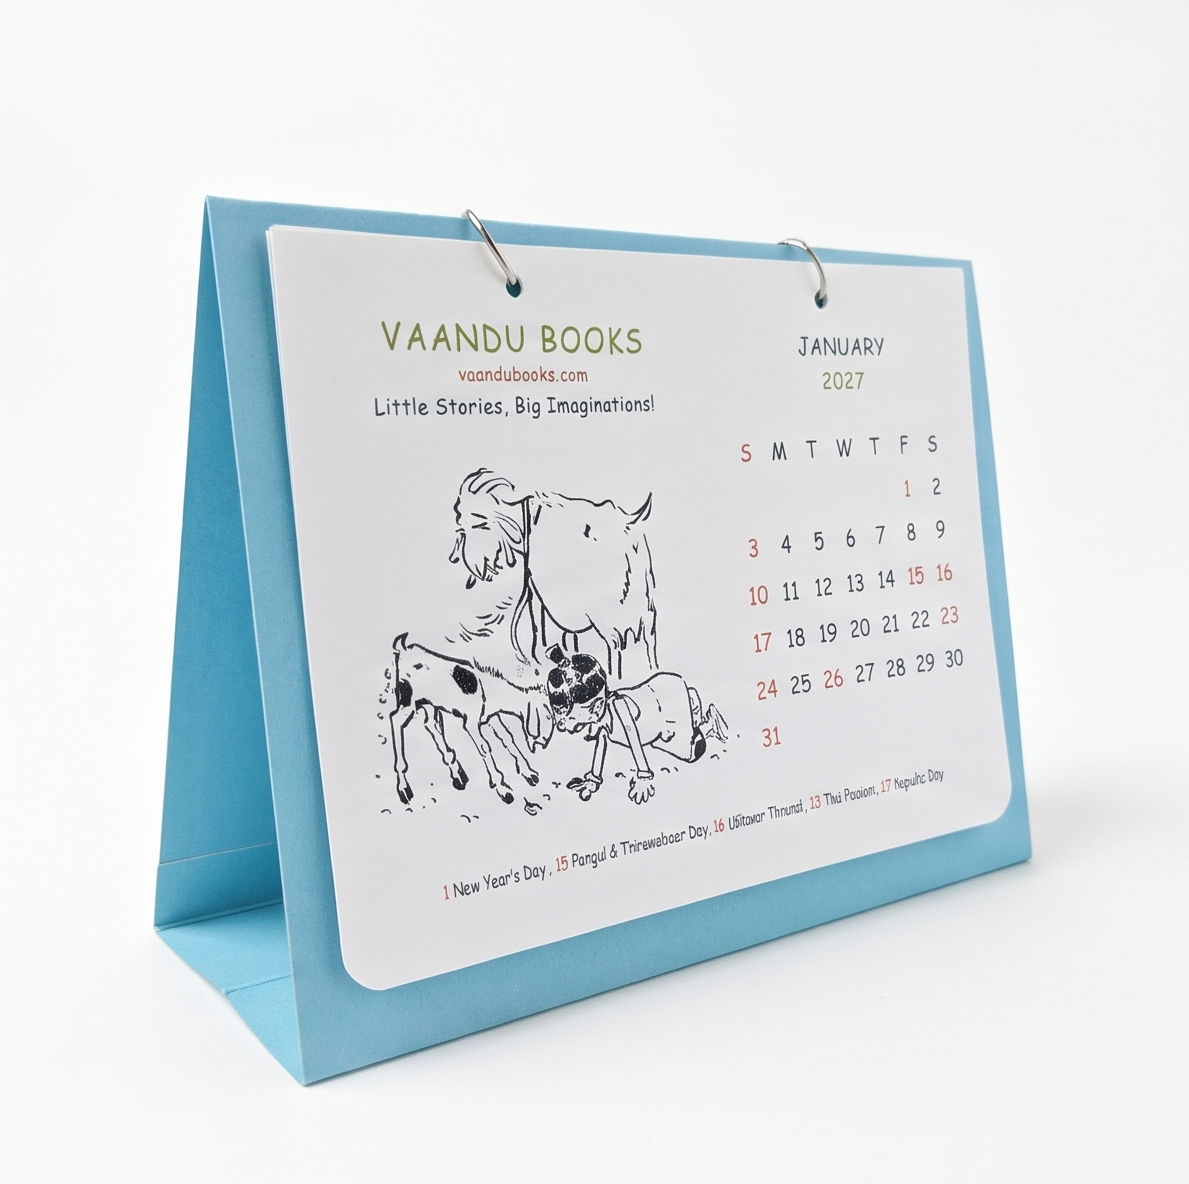 VAANDU BOOKS
vaandubooks.com
Little Stories, Big Imaginations!
JANUARY
2027
S M T W T F S
1 2
3 4 5 6 7 8 9
10 11 12 13 14 15 16
17 18 19 20 21 22 23
24 25 26 27 28 29 30
31
1 New Year's Day, 15 Pangul & Day, 16 13 17 Day